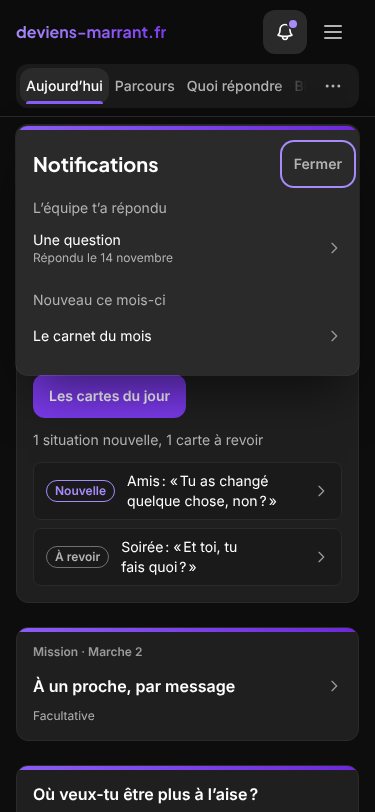 deviens-marrant.fr
Aujourd’hui Parcours Quoi répondre
Notifications
Fermer
L’équipe t’a répondu
Une question
Répondu le 14 novembre
Nouveau ce mois-ci
Le carnet du mois
Les cartes du jour
1 situation nouvelle, 1 carte à revoir
Nouvelle
Amis : « Tu as changé
quelque chose, non ? »
À revoir
Soirée : « Et toi, tu
fais quoi ? »
Mission · Marche 2
À un proche, par message
Facultative
Où veux-tu être plus à l’aise ?